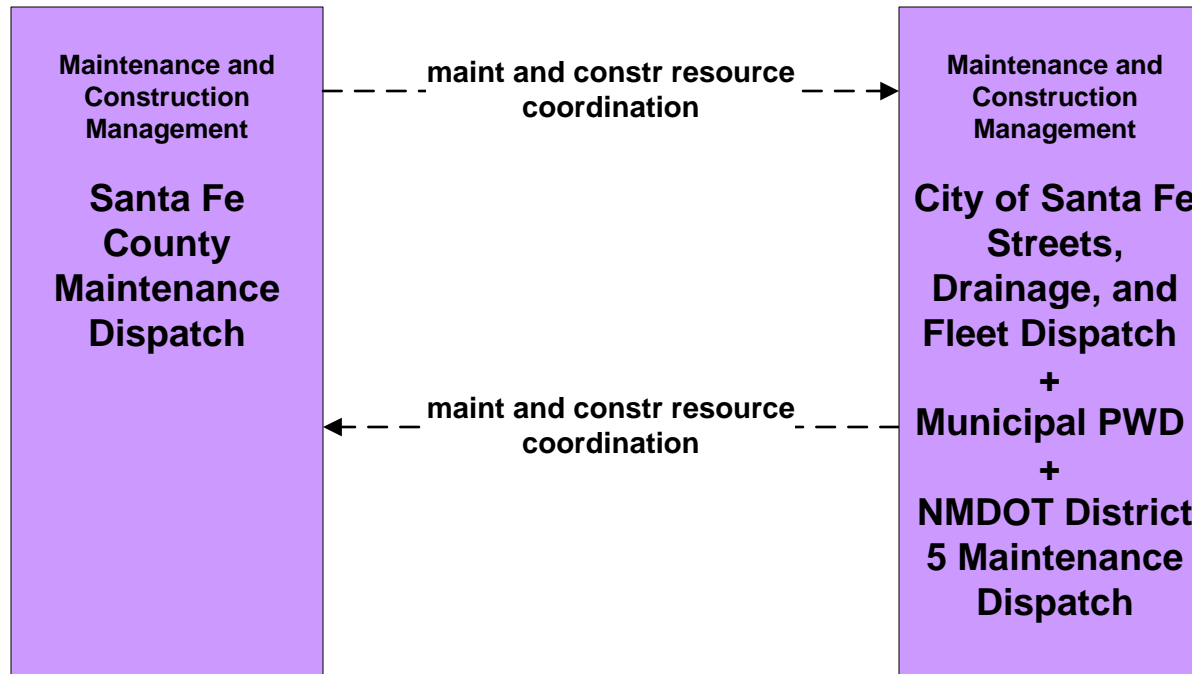 Maintenance and
Construction
Management
Santa Fe
County
Maintenance
Dispatch
maint and constr resource
coordination
maint and constr resource
coordination
Maintenance and
Construction
Management
City of Santa Fe
Streets,
Drainage, and
Fleet Dispatch
+
Municipal PWD
+
NMDOT District
5 Maintenance
Dispatch